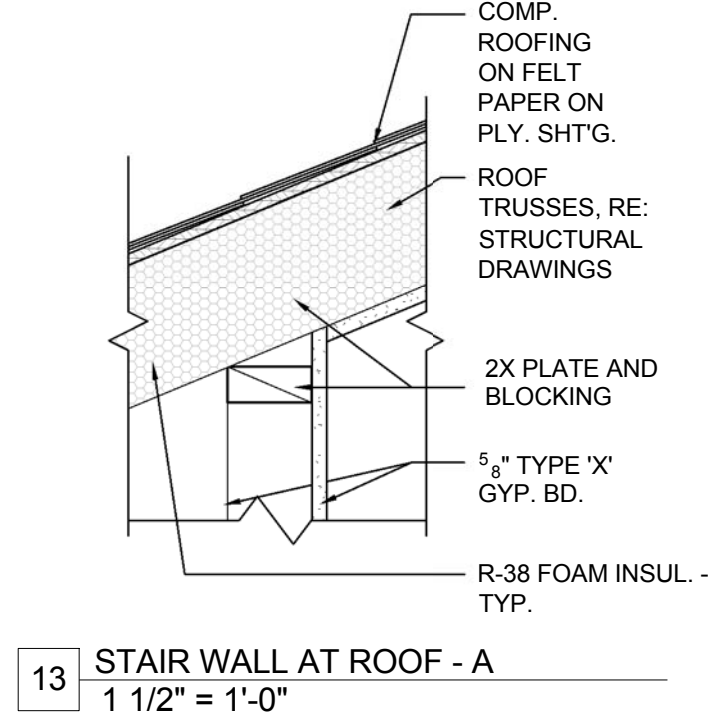 COMP.
ROOFING
ON FELT
PAPER ON
PLY. SHT'G.
ROOF
TRUSSES, RE:
STRUCTURAL
DRAWINGS
2X PLATE AND
BLOCKING
5/8" TYPE 'X'
GYP. BD.
R-38 FOAM INSUL. -
TYP.
13 STAIR WALL AT ROOF - A
1 1/2" = 1'-0"